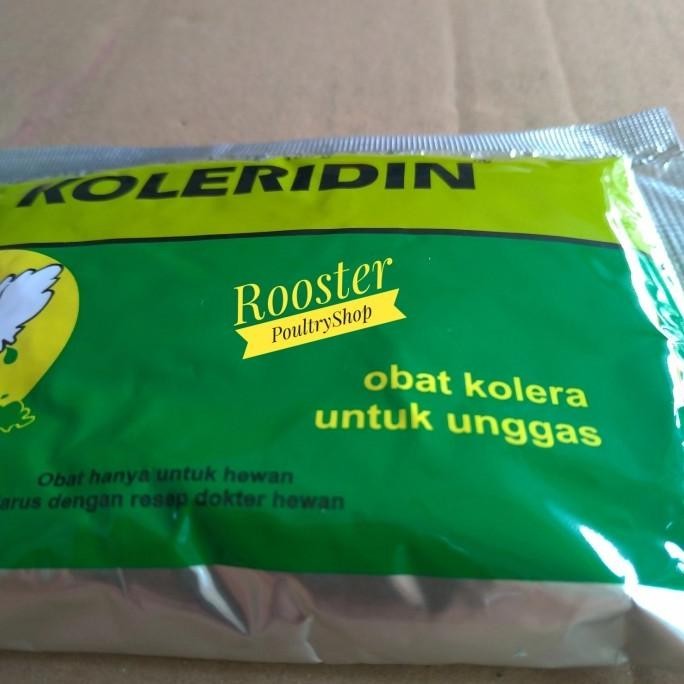 KOLERIDIN
Rooster
PoultryShop
obat kolera
untuk unggas
Obat hanya untuk hewan
dengan resep dokter hewan